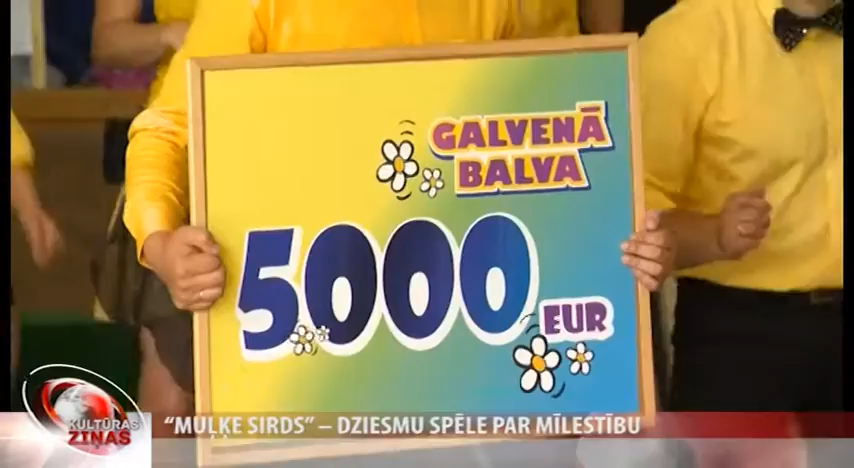 GALVENĀ
BALVA
5000
EUR
KULTŪRAS
ZIŅAS
“MUĻĶE SIRDS” – DZIESMU SPĒLE PAR MĪLESTĪBU